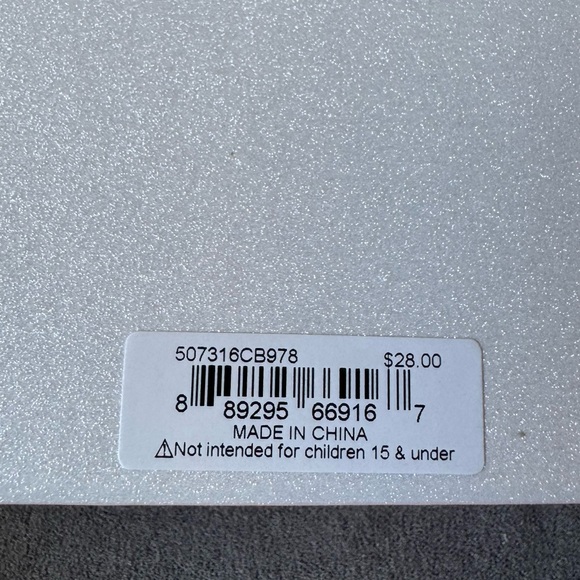 507316CB978 $28.00
8 89295 66916 7
MADE IN CHINA
⚠Not intended for children 15 & under